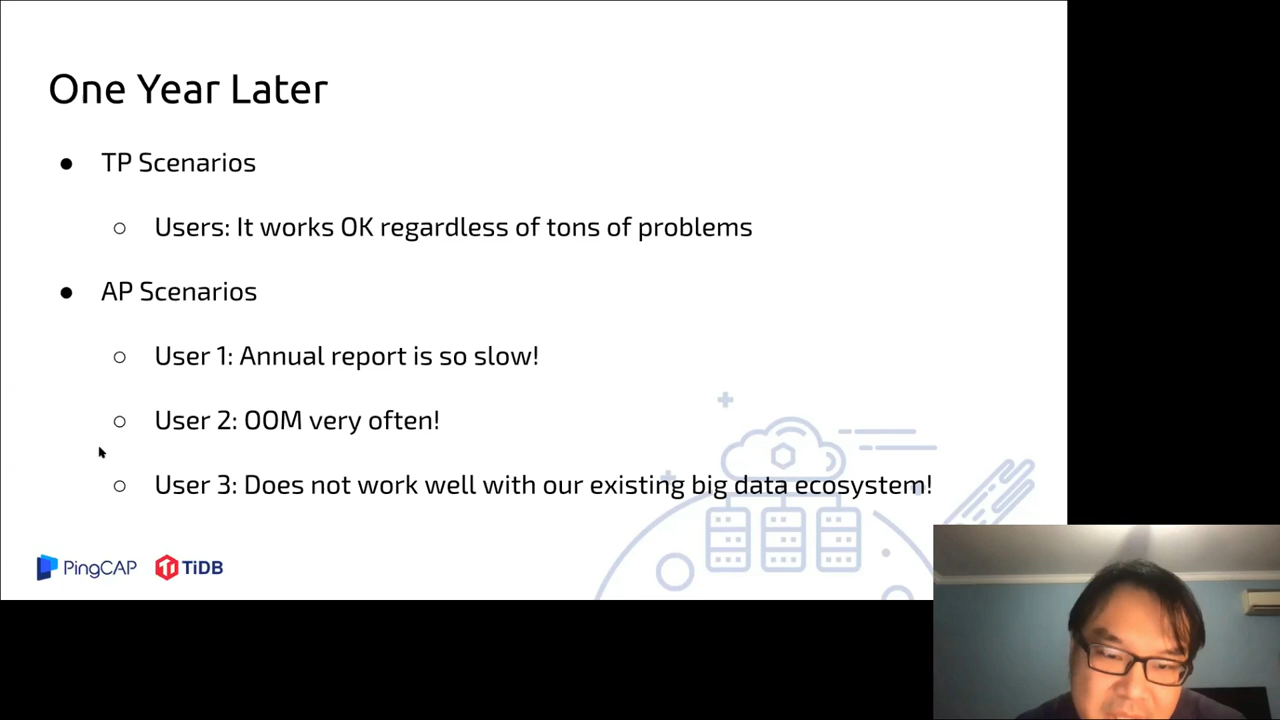 One Year Later
● TP Scenarios
○ Users: It works OK regardless of tons of problems
● AP Scenarios
○ User 1: Annual report is so slow!
○ User 2: OOM very often!
○ User 3: Does not work well with our existing big data ecosystem!
PingCAP TiDB